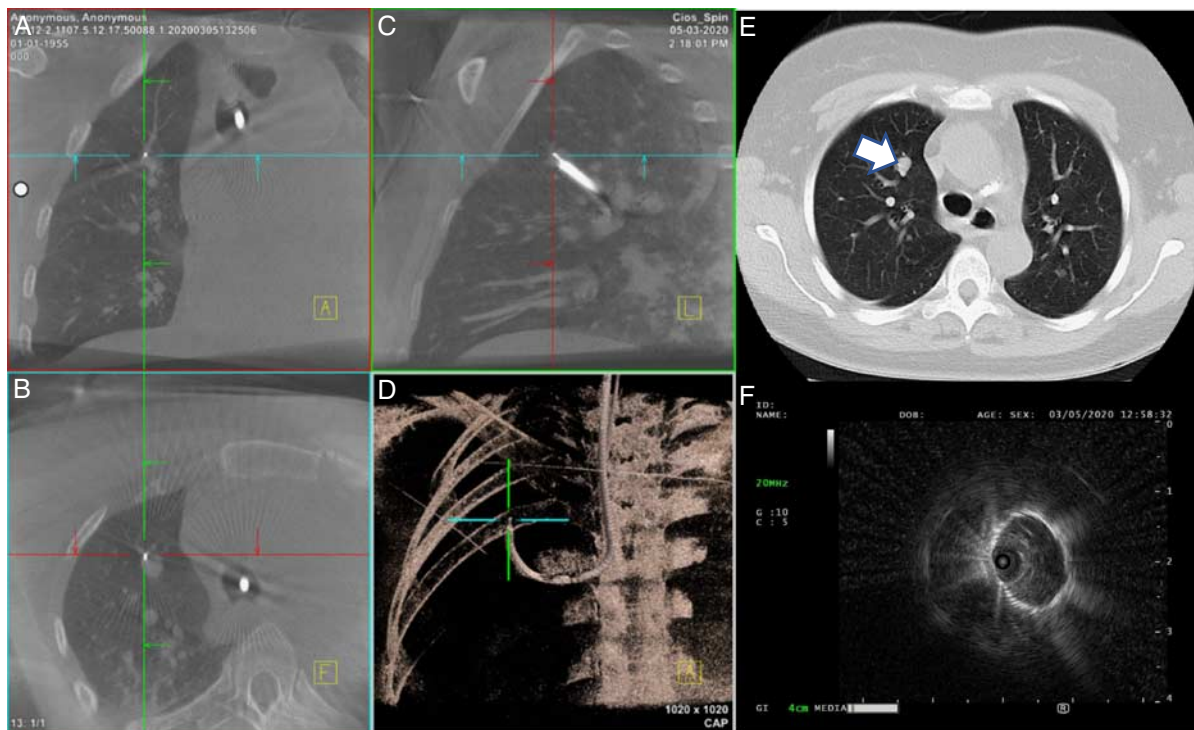 A
Anonymous, Anonymous
01-01-1955
000
A
C
Cios_Spin
05-03-2020
2 18 01 PM
L
B
F
13: 1/1
D
1020 x 1020
CAP
E
F
ID:
NAME:
DOB:
AGE:
SEX:
03/05/2020 12:58:32
20MHz
G :10
C : 5
0
1
2
3
4
GI
4cm
MEDIA
R